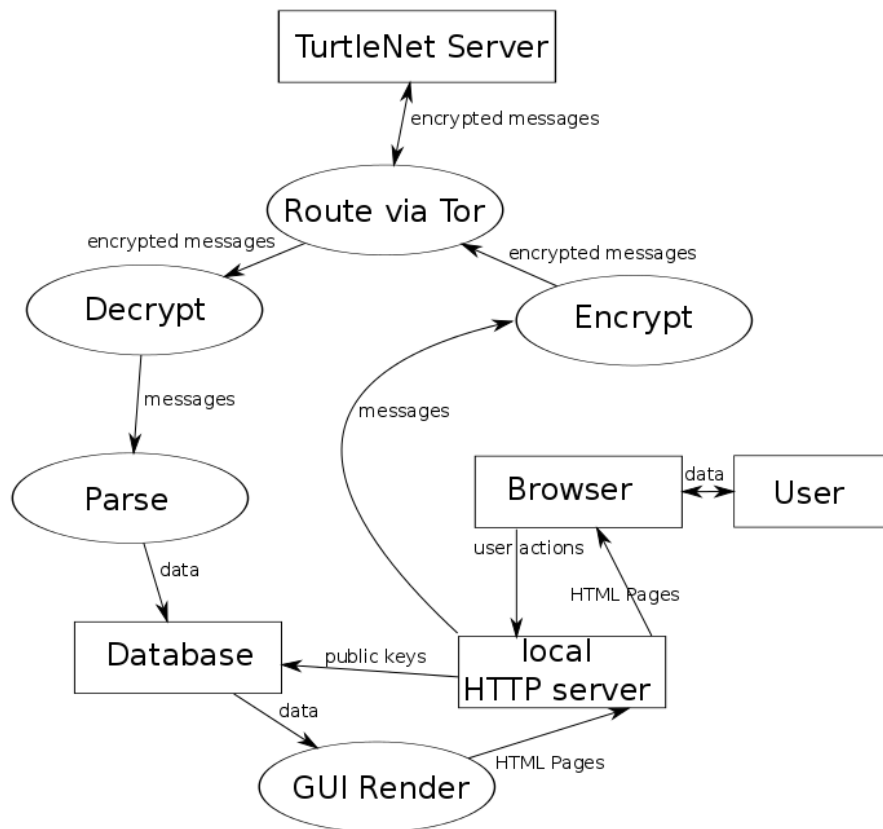 TurtleNet Server
encrypted messages
Route via Tor
encrypted messages
encrypted messages
Decrypt
Encrypt
messages
messages
Browser
data
User
Parse
user actions
data
HTML Pages
Database
public keys
local
HTTP server
data
HTML Pages
GUI Render